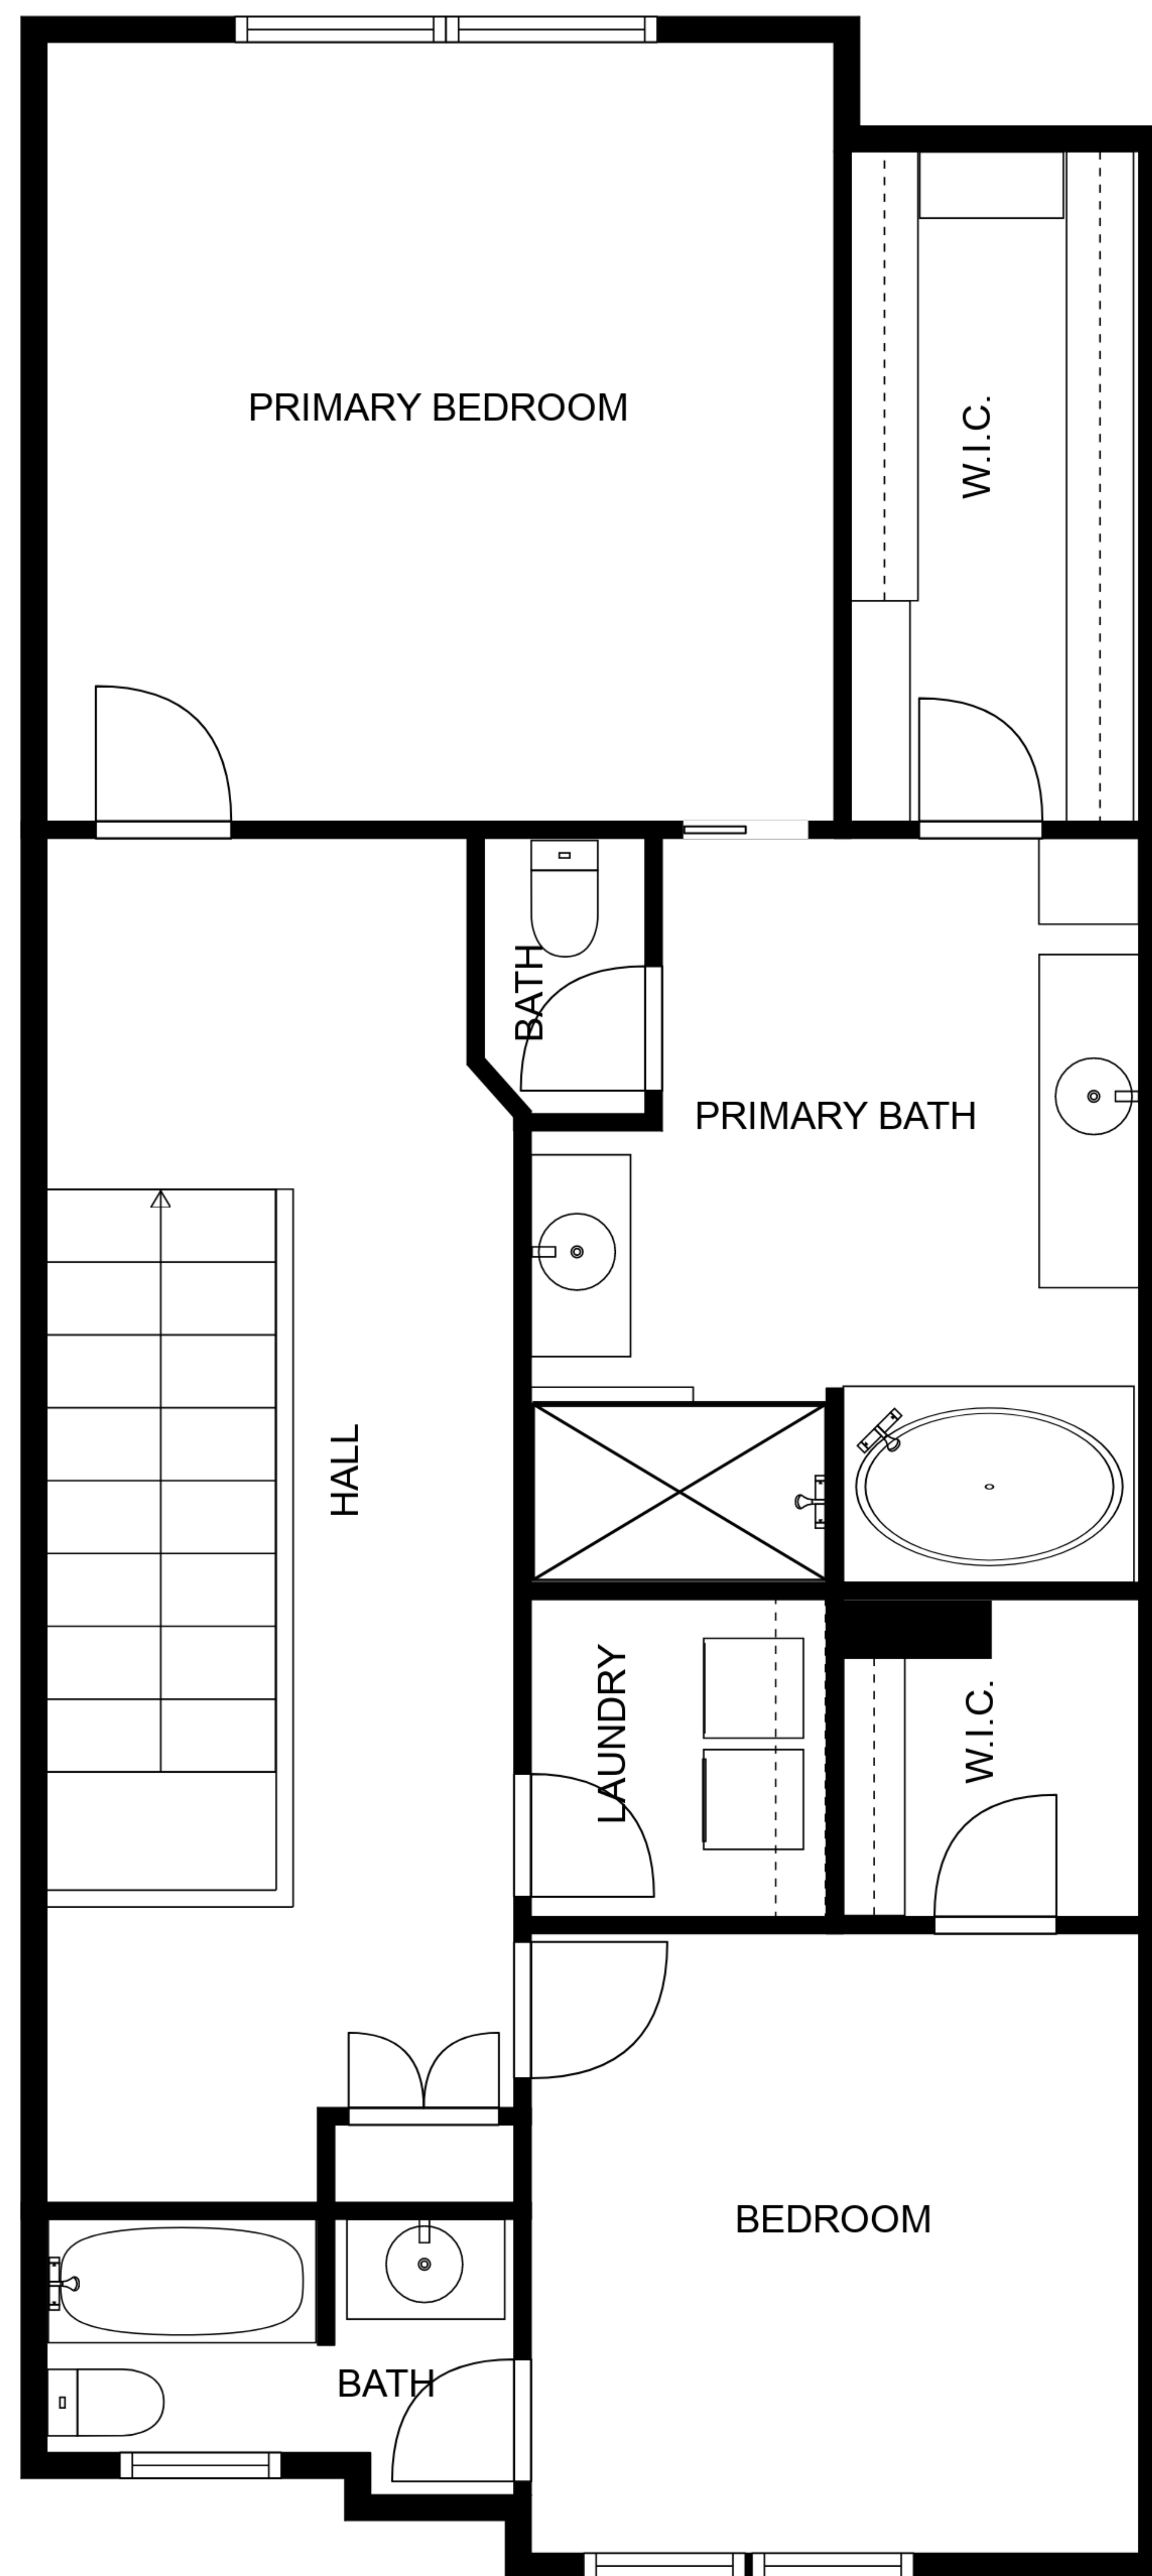 PRIMARY BEDROOM
W.I.C.
BATH
PRIMARY BATH
HALL
LAUNDRY
W.I.C.
BEDROOM
BATH